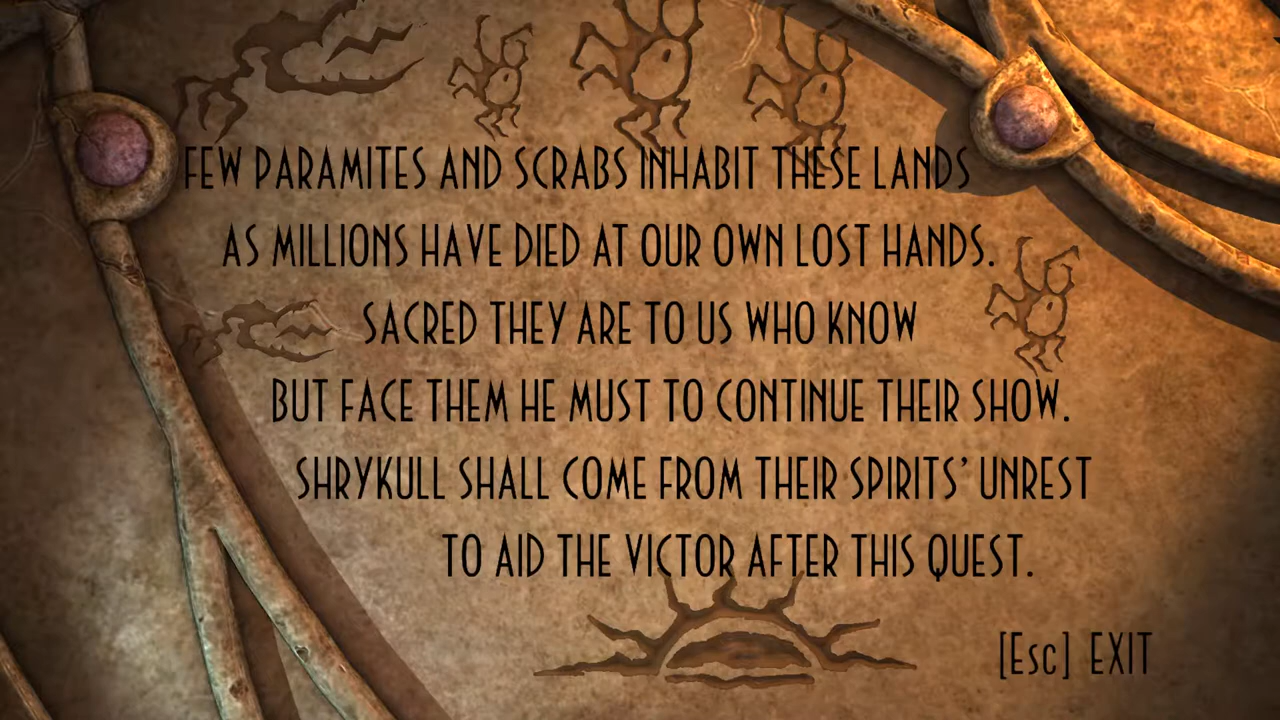 FEW PARAMITES AND SCRABS INHABIT THESE LANDS
AS MILLIONS HAVE DIED AT OUR OWN LOST HANDS.
SACRED THEY ARE TO US WHO KNOW
BUT FACE THEM HE MUST TO CONTINUE THEIR SHOW.
SHRYKULL SHALL COME FROM THEIR SPIRITS’ UNREST
TO AID THE VICTOR AFTER THIS QUEST.
[Esc] EXIT